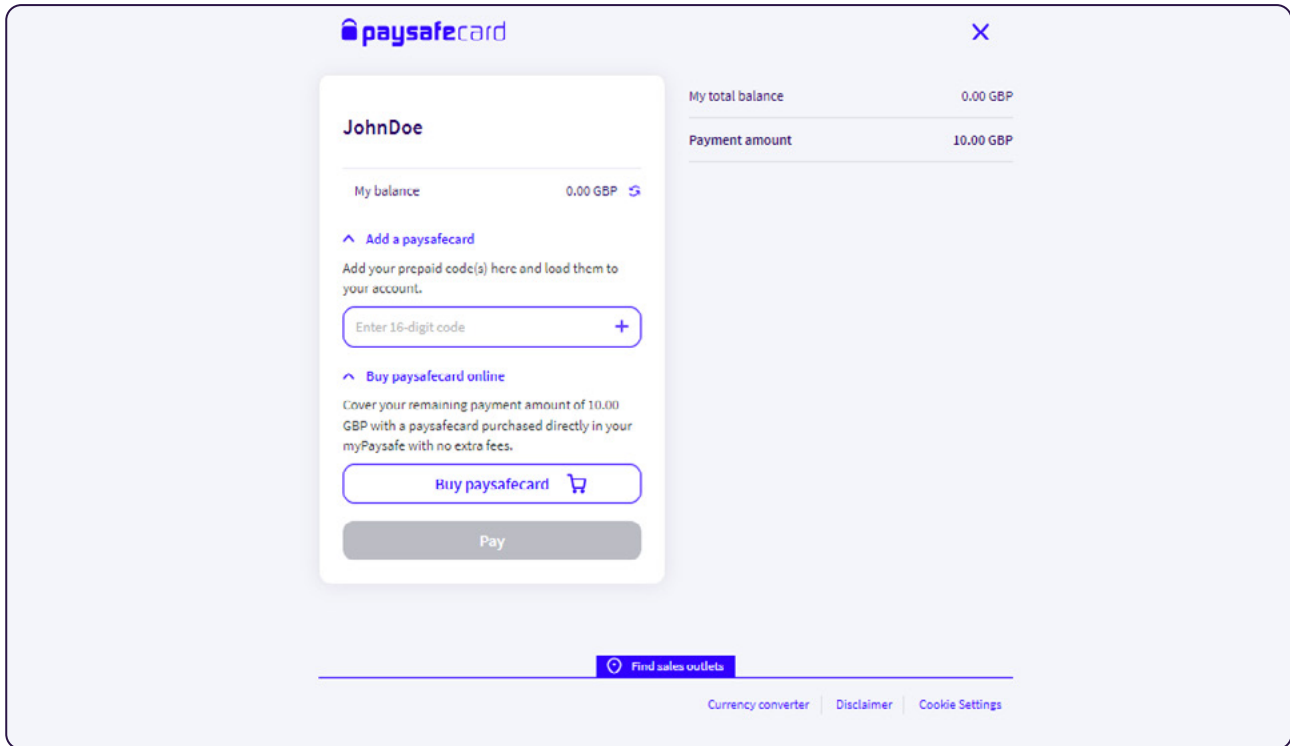 paysafecard
JohnDoe
My balance 0.00 GBP
Add a paysafecard
Add your prepaid code(s) here and load them to
your account.
Enter 16-digit code
Buy paysafecard online
Cover your remaining payment amount of 10.00
GBP with a paysafecard purchased directly in your
myPaysafe with no extra fees.
Buy paysafecard
Pay
My total balance 0.00 GBP
Payment amount 10.00 GBP
Find sales outlets
Currency converter Disclaimer Cookie Settings